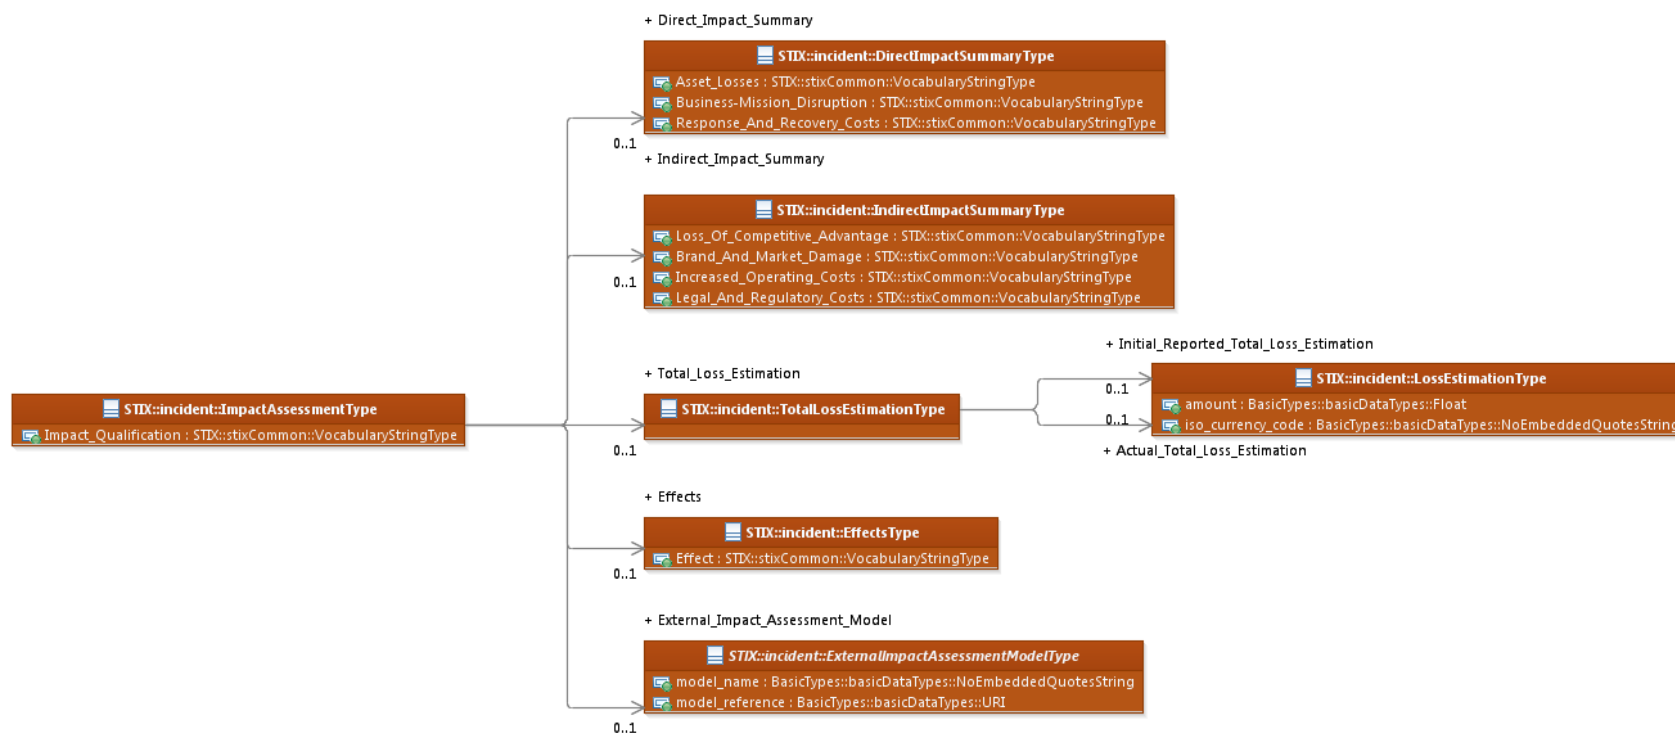 + Direct_Impact_Summary
STIX::incident::DirectImpactSummaryType
Asset_Losses : STIX::stixCommon::VocabularyStringType
Business-Mission_Disruption : STIX::stixCommon::VocabularyStringType
Response_And_Recovery_Costs : STIX::stixCommon::VocabularyStringType
0..1
+ Indirect_Impact_Summary
STIX::incident::IndirectImpactSummaryType
Loss_Of_Competitive_Advantage : STIX::stixCommon::VocabularyStringType
Brand_And_Market_Damage : STIX::stixCommon::VocabularyStringType
Increased_Operating_Costs : STIX::stixCommon::VocabularyStringType
Legal_And_Regulatory_Costs : STIX::stixCommon::VocabularyStringType
0..1
+ Initial_Reported_Total_Loss_Estimation
+ Total_Loss_Estimation
STIX::incident::LossEstimationType
0..1
amount : BasicTypes::basicDataTypes::Float
iso_currency_code : BasicTypes::basicDataTypes::NoEmbeddedQuotesString
0..1
+ Actual_Total_Loss_Estimation
STIX::incident::TotalLossEstimationType
STIX::incident::ImpactAssessmentType
Impact_Qualification : STIX::stixCommon::VocabularyStringType
0..1
+ Effects
STIX::incident::EffectsType
Effect : STIX::stixCommon::VocabularyStringType
0..1
+ External_Impact_Assessment_Model
STIX::incident::ExternalImpactAssessmentModelType
model_name : BasicTypes::basicDataTypes::NoEmbeddedQuotesString
model_reference : BasicTypes::basicDataTypes::URI
0..1